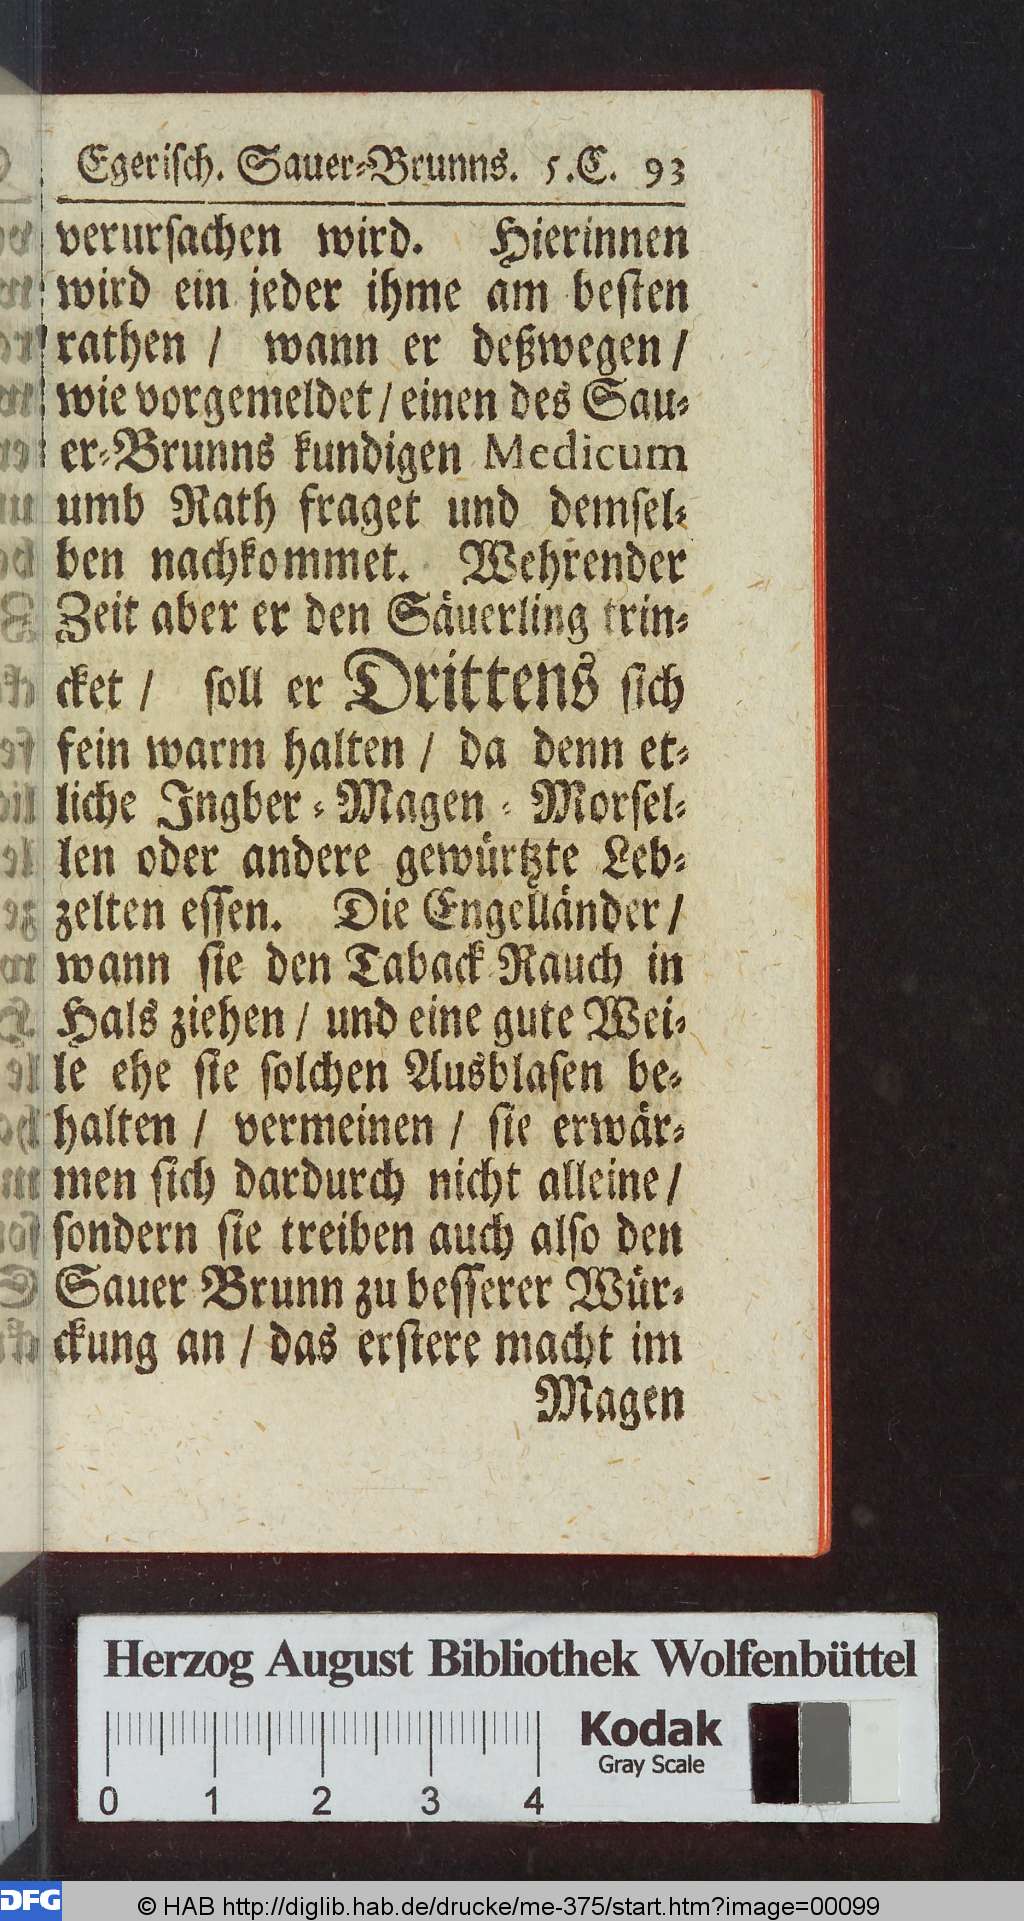 Egerisch. Sauer-Brunns. 5.C. 93
verursachen wird. Hierinnen
wird ein jeder ihme am besten
rathen / wann er deßwegen /
wie vorgemeldet / einen des Sau-
er-Brunns kundigen Medicum
umb Rath fraget und demsel-
ben nachkommet. Wehrender
Zeit aber er den Säuerling trin-
cket / soll er Drittens sich
fein warm halten / da denn et-
liche Ingber-Magen-Morsel-
len oder andere gewürtzte Leb-
zelten essen. Die Engelländer /
wann sie den Taback Rauch in
Hals ziehen / und eine gute Wei-
le ehe sie solchen Ausblasen be-
halten / vermeinen / sie erwär-
men sich dardurch nicht alleine /
sondern sie treiben auch also den
Sauer Brunn zu besserer Wür-
ckung an / das erstere macht im
Magen
Herzog August Bibliothek Wolfenbüttel
Kodak
Gray Scale
0 1 2 3 4
DFG
© HAB http://diglib.hab.de/drucke/me-375/start.htm?image=00099